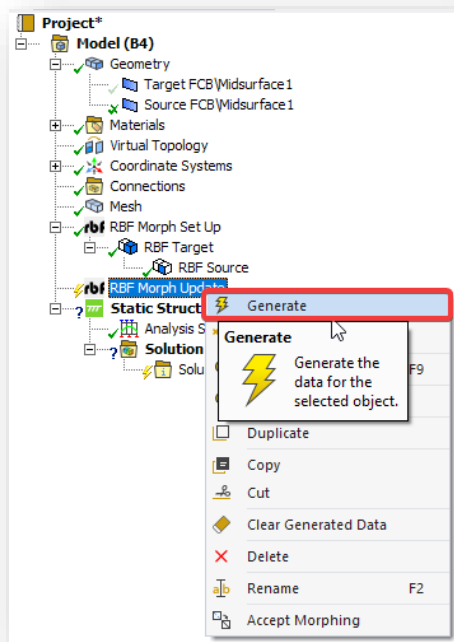 Project*
Model (B4)
Geometry
Target FCB\Midsurface1
Source FCB\Midsurface1
Materials
Virtual Topology
Coordinate Systems
Connections
Mesh
rbf RBF Morph Set Up
RBF Target
RBF Source
rbf RBF Morph Update
Static Struct
Generate
Analysis S
Generate
Solution
Generate the
data for the
selected object.
F9
Solu
Duplicate
Copy
Cut
Clear Generated Data
Delete
Rename F2
Accept Morphing